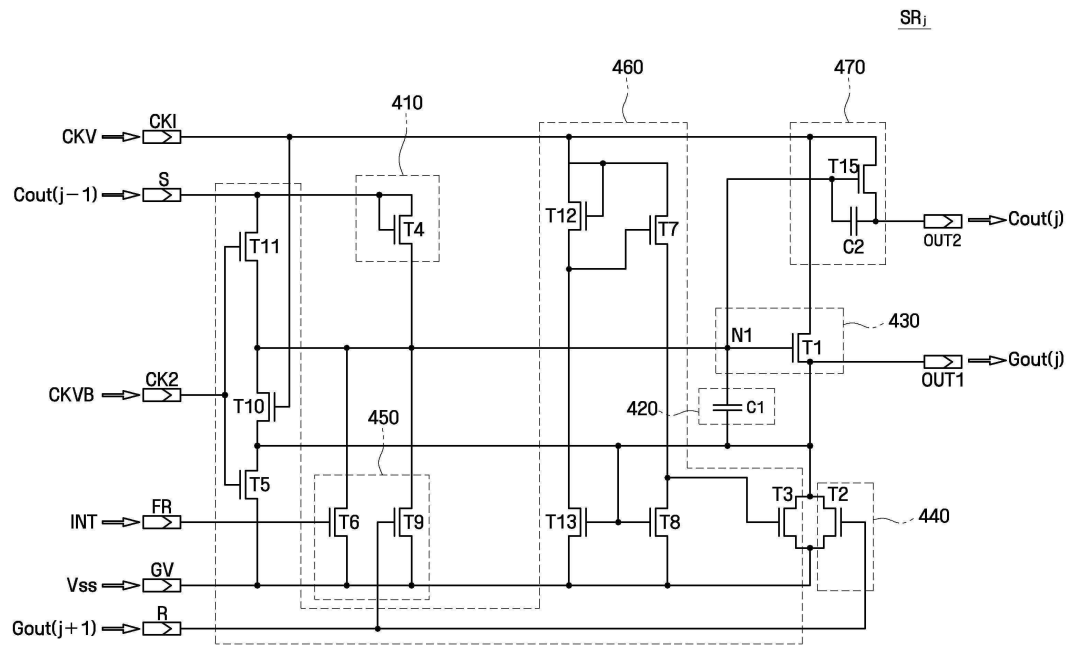 SRj
460
470
410
CKV
CKI
T15
Cout(j−1)
S
T12
T7
T4
Cout(j)
OUT2
C2
T11
430
N1
T1
Gout(j)
OUT1
CKVB
CK2
T10
450
420
C1
T5
T3
T2
INT
FR
T6
T9
T13
T8
440
Vss
GV
Gout(j+1)
R